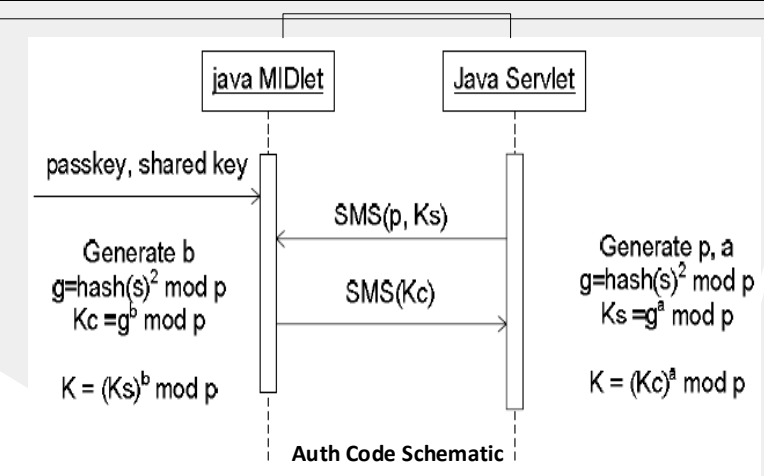 java MIDlet
Java Servlet
passkey, shared key
SMS(p, Ks)
Generate b
g=hash(s)² mod p
Kc =gᵇ mod p
SMS(Kc)
Generate p, a
g=hash(s)² mod p
Ks =gᵃ mod p
K = (Ks)ᵇ mod p
K = (Kc)ᵃ mod p
Auth Code Schematic